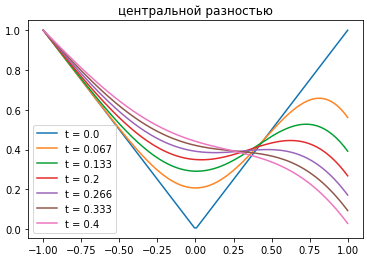 центральной разностью
1.0
0.8
0.6
0.4
0.2
0.0
t = 0.0
t = 0.067
t = 0.133
t = 0.2
t = 0.266
t = 0.333
t = 0.4
−1.00 −0.75 −0.50 −0.25 0.00 0.25 0.50 0.75 1.00